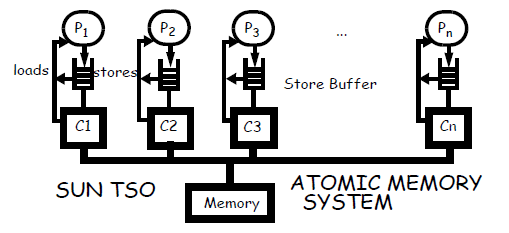 P1 P2 P3 ... Pn
loads stores Store Buffer
C1 C2 C3 Cn
SUN TSO ATOMIC MEMORY
Memory SYSTEM